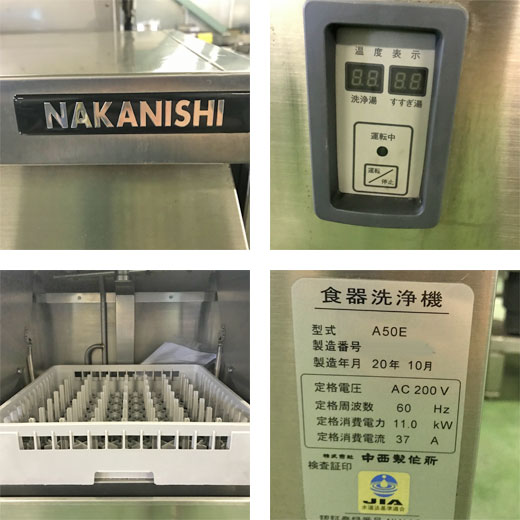 NAKANISHI
温度表示
洗浄湯 すすぎ湯
運転中
運転/停止
食器洗浄機
型式 A50E
製造番号
製造年月 20年 10月
定格電圧 AC 200 V
定格周波数 60 Hz
定格消費電力 11.0 kW
定格消費電流 37 A
株式会社 中西製作所
検査証印
JIA